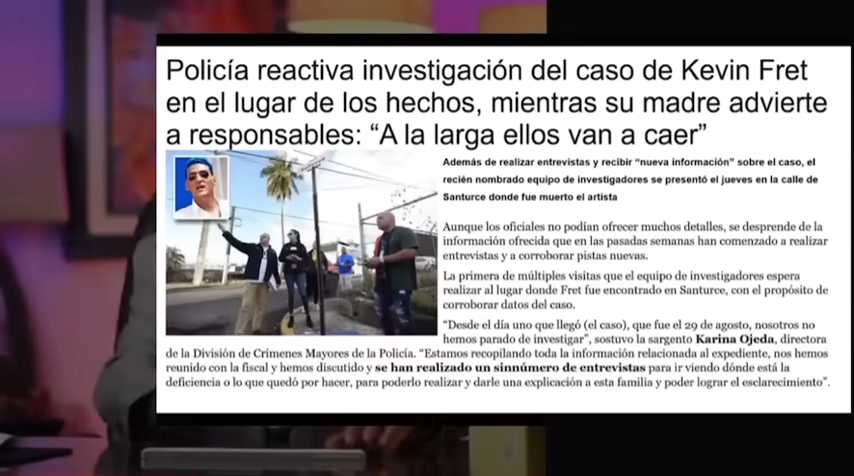 Policía reactiva investigación del caso de Kevin Fret
en el lugar de los hechos, mientras su madre advierte
a responsables: “A la larga ellos van a caer”
Además de realizar entrevistas y recibir “nueva información” sobre el caso, el
recién nombrado equipo de investigadores se presentó el jueves en la calle de
Santurce donde fue muerto el artista
Aunque los oficiales no podían ofrecer muchos detalles, se desprende de la
información ofrecida que en las pasadas semanas han comenzado a realizar
entrevistas y a corroborar pistas nuevas.
La primera de múltiples visitas que el equipo de investigadores espera
realizar al lugar donde Fret fue encontrado en Santurce, con el propósito de
corroborar datos del caso.
“Desde el día uno que llegó (el caso), que fue el 29 de agosto, nosotros no
hemos parado de investigar”, sostuvo la sargento Karina Ojeda, directora
de la División de Crímenes Mayores de la Policía. “Estamos recopilando toda la información relacionada al expediente, nos hemos
reunido con la fiscal y hemos discutido y se han realizado un sinnúmero de entrevistas para ir viendo dónde está la
deficiencia o lo que quedó por hacer, para poderlo realizar y darle una explicación a esta familia y poder lograr el esclarecimiento”.